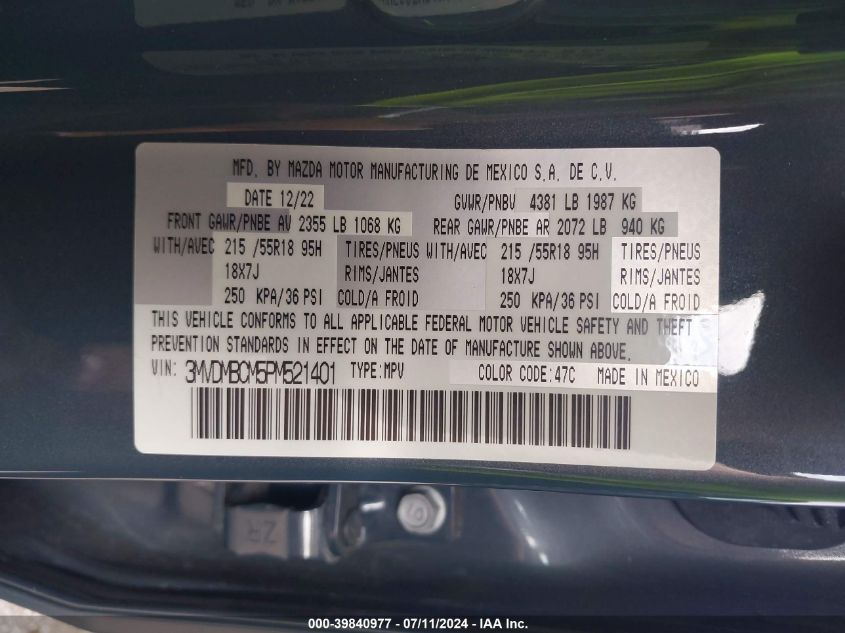 MFD. BY MAZDA MOTOR MANUFACTURING DE MEXICO S.A. DE C.V.
DATE 12/22 GVWR/PNBV 4381 LB 1987 KG
FRONT GAWR/PNBE AV 2355 LB 1068 KG REAR GAWR/PNBE AR 2072 LB 940 KG
WITH/AVEC 215 /55R18 95H TIRES/PNEUS WITH/AVEC 215 /55R18 95H TIRES/PNEUS
18X7J RIMS/JANTES 18X7J RIMS/JANTES
250 KPA/36 PSI COLD/A FROID 250 KPA/36 PSI COLD/A FROID
THIS VEHICLE CONFORMS TO ALL APPLICABLE FEDERAL MOTOR VEHICLE SAFETY AND THEFT
PREVENTION STANDARDS IN EFFECT ON THE DATE OF MANUFACTURE SHOWN ABOVE.
VIN: 3MVDMBCM5PM521401 TYPE:MPV COLOR CODE:47C MADE IN MEXICO
ZR
000-39840977 - 07/11/2024 - IAA Inc.